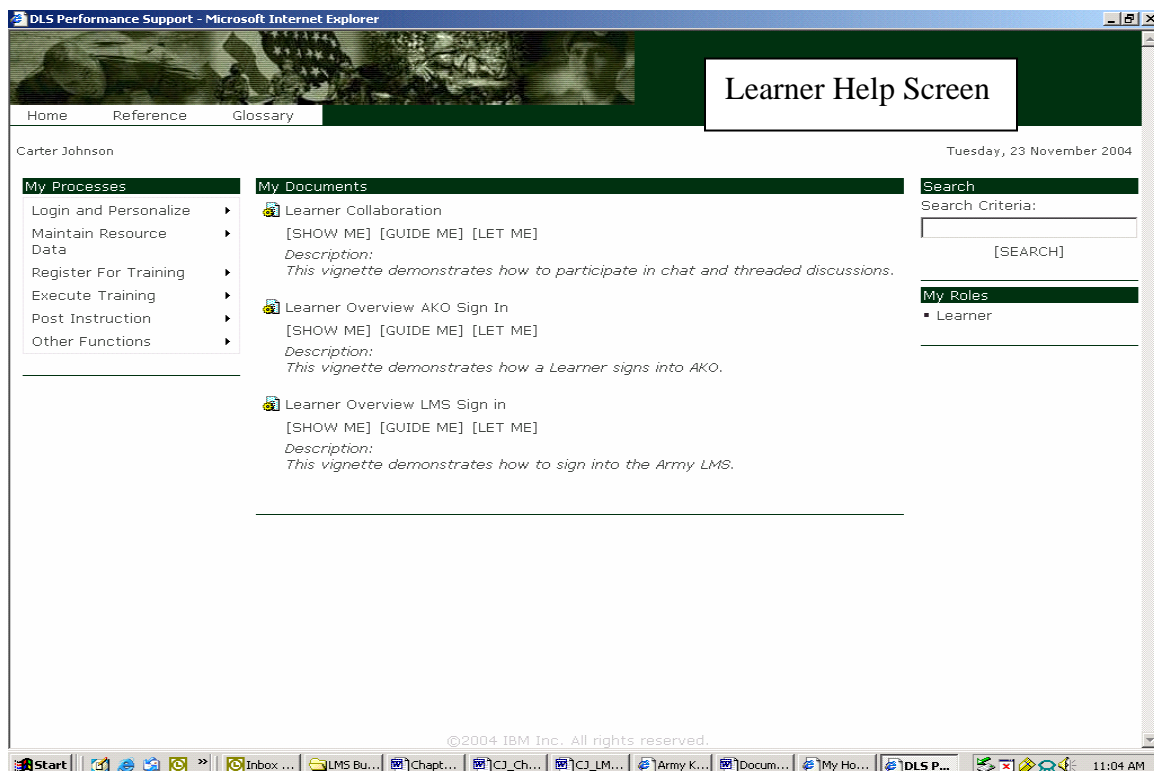 DLS Performance Support - Microsoft Internet Explorer
Learner Help Screen
Home Reference Glossary
Carter Johnson
Tuesday, 23 November 2004
My Processes
Login and Personalize
Maintain Resource
Data
Register For Training
Execute Training
Post Instruction
Other Functions
My Documents
Learner Collaboration
[SHOW ME] [GUIDE ME] [LET ME]
Description:
This vignette demonstrates how to participate in chat and threaded discussions.
Learner Overview AKO Sign In
[SHOW ME] [GUIDE ME] [LET ME]
Description:
This vignette demonstrates how a Learner signs into AKO.
Learner Overview LMS Sign in
[SHOW ME] [GUIDE ME] [LET ME]
Description:
This vignette demonstrates how to sign into the Army LMS.
Search
Search Criteria:
[SEARCH]
My Roles
Learner
©2004 IBM Inc. All rights reserved.
Start » Inbox ... LMS Bu... Chapt... CJ_Ch... CJ_LM... Army K... Docum... My Ho... DLS P... 11:04 AM